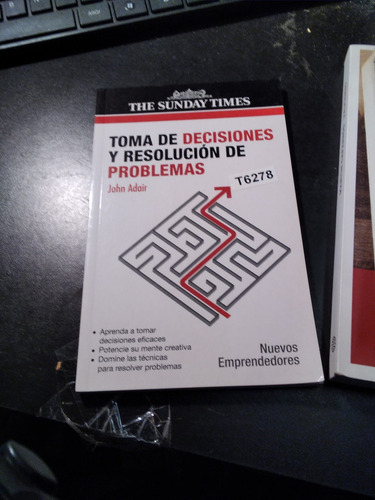 THE SUNDAY TIMES
TOMA DE DECISIONES
Y RESOLUCIÓN DE
PROBLEMAS
John Adair
T6278
• Aprenda a tomar
decisiones eficaces
• Potencie su mente creativa
• Domine las técnicas
para resolver problemas
Nuevos
Emprendedores